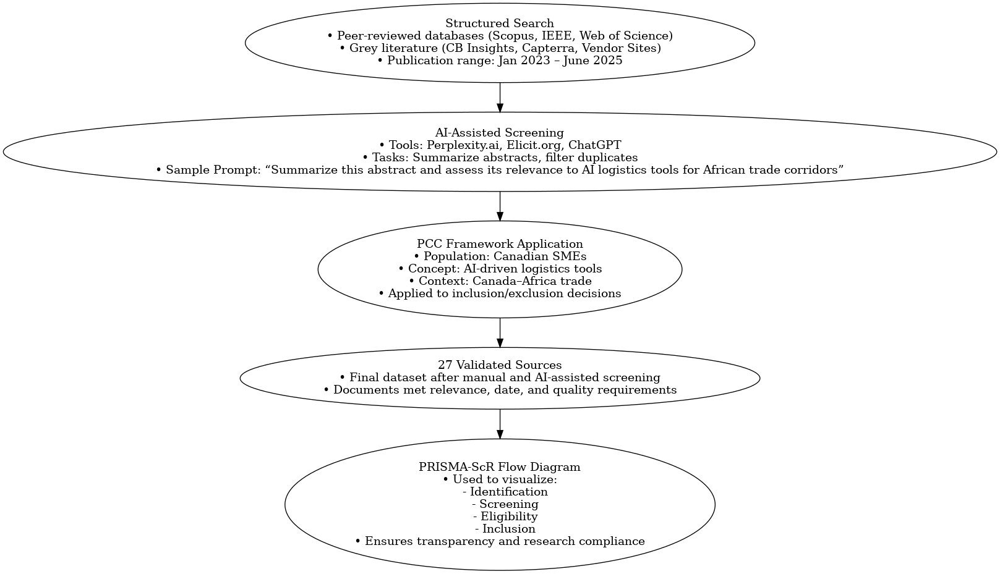 Structured Search
• Peer-reviewed databases (Scopus, IEEE, Web of Science)
• Grey literature (CB Insights, Capterra, Vendor Sites)
• Publication range: Jan 2023 – June 2025
AI-Assisted Screening
• Tools: Perplexity.ai, Elicit.org, ChatGPT
• Tasks: Summarize abstracts, filter duplicates
• Sample Prompt: “Summarize this abstract and assess its relevance to AI logistics tools for African trade corridors”
PCC Framework Application
• Population: Canadian SMEs
• Concept: AI-driven logistics tools
• Context: Canada–Africa trade
• Applied to inclusion/exclusion decisions
27 Validated Sources
• Final dataset after manual and AI-assisted screening
• Documents met relevance, date, and quality requirements
PRISMA-ScR Flow Diagram
• Used to visualize:
- Identification
- Screening
- Eligibility
- Inclusion
• Ensures transparency and research compliance